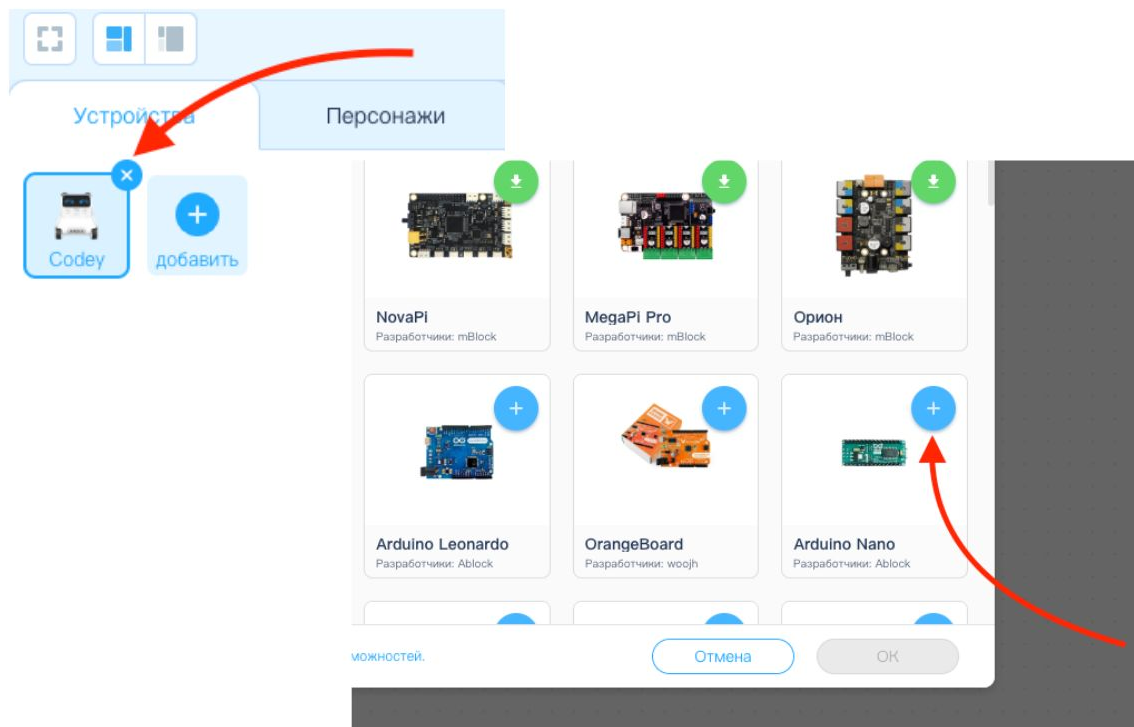 Устройства
Персонажи
Codey
добавить
NovaPi
Разработчики: mBlock
MegaPi Pro
Разработчики: mBlock
Орион
Разработчики: mBlock
Arduino Leonardo
Разработчики: Ablock
OrangeBoard
Разработчики: woojh
Arduino Nano
Разработчики: Ablock
можностей.
Отмена
ОК